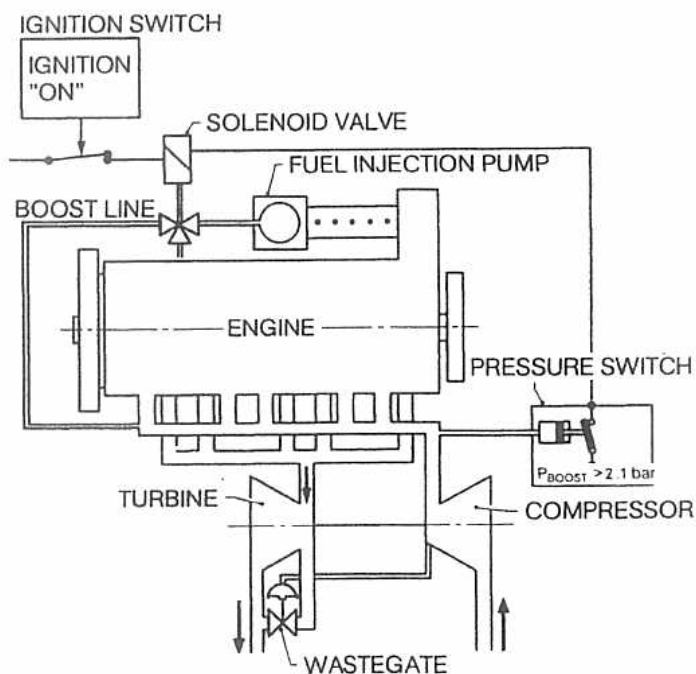 IGNITION SWITCH
IGNITION
"ON"
SOLENOID VALVE
FUEL INJECTION PUMP
BOOST LINE
ENGINE
PRESSURE SWITCH
PBOOST >2.1 bar
TURBINE
COMPRESSOR
WASTEGATE